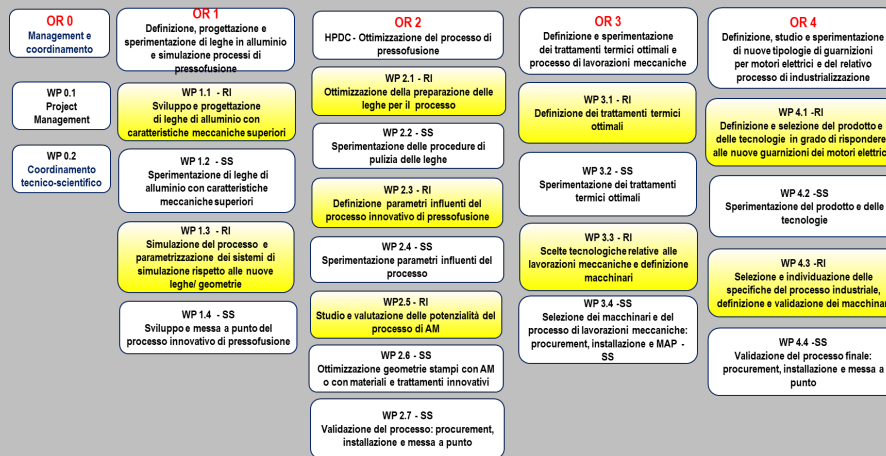 OR 0
Management e
coordinamento
WP 0.1
Project
Management
WP 0.2
Coordinamento
tecnico-scientifico
OR 1
Definizione, progettazione e
sperimentazione di leghe in alluminio
e simulazione processi di
pressofusione
WP 1.1 - RI
Sviluppo e progettazione
di leghe di alluminio con
caratteristiche meccaniche superiori
WP 1.2 - SS
Sperimentazione di leghe di
alluminio con caratteristiche
meccaniche superiori
WP 1.3 - RI
Simulazione del processo e
parametrizzazione dei sistemi di
simulazione rispetto alle nuove
leghe/ geometrie
WP 1.4 - SS
Sviluppo e messa a punto del
processo innovativo di pressofusione
OR 2
HPDC - Ottimizzazione del processo di
pressofusione
WP 2.1 - RI
Ottimizzazione della preparazione delle
leghe per il processo
WP 2.2 - SS
Sperimentazione delle procedure di
pulizia delle leghe
WP 2.3 - RI
Definizione parametri influenti del
processo innovativo di pressofusione
WP 2.4 - SS
Sperimentazione parametri influenti del
processo
WP2.5 - RI
Studio e valutazione delle potenzialità del
processo di AM
WP 2.6 - SS
Ottimizzazione geometrie stampi con AM
o con materiali e trattamenti innovativi
WP 2.7 - SS
Validazione del processo: procurement,
installazione e messa a punto
OR 3
Definizione e sperimentazione
dei trattamenti termici ottimali e
processo di lavorazioni meccaniche
WP 3.1 - RI
Definizione dei trattamenti termici
ottimali
WP 3.2 - SS
Sperimentazione dei trattamenti
termici ottimali
WP 3.3 - RI
Scelte tecnologiche relative alle
lavorazioni meccaniche e definizione
macchinari
WP 3.4 -SS
Selezione dei macchinari e del
processo di lavorazioni meccaniche:
procurement, installazione e MAP -
SS
OR 4
Definizione, studio e sperimentazione
di nuove tipologie di guarnizioni
per motori elettrici e del relativo
processo di industrializzazione
WP 4.1 -RI
Definizione e selezione del prodotto e
delle tecnologie in grado di rispondere
alle nuove guarnizioni dei motori elettric
WP 4.2 -SS
Sperimentazione del prodotto e delle
tecnologie
WP 4.3 -RI
Selezione e individuazione delle
specifiche del processo industriale,
definizione e validazione dei macchinar
WP 4.4 -SS
Validazione del processo finale:
procurement, installazione e messa a
punto